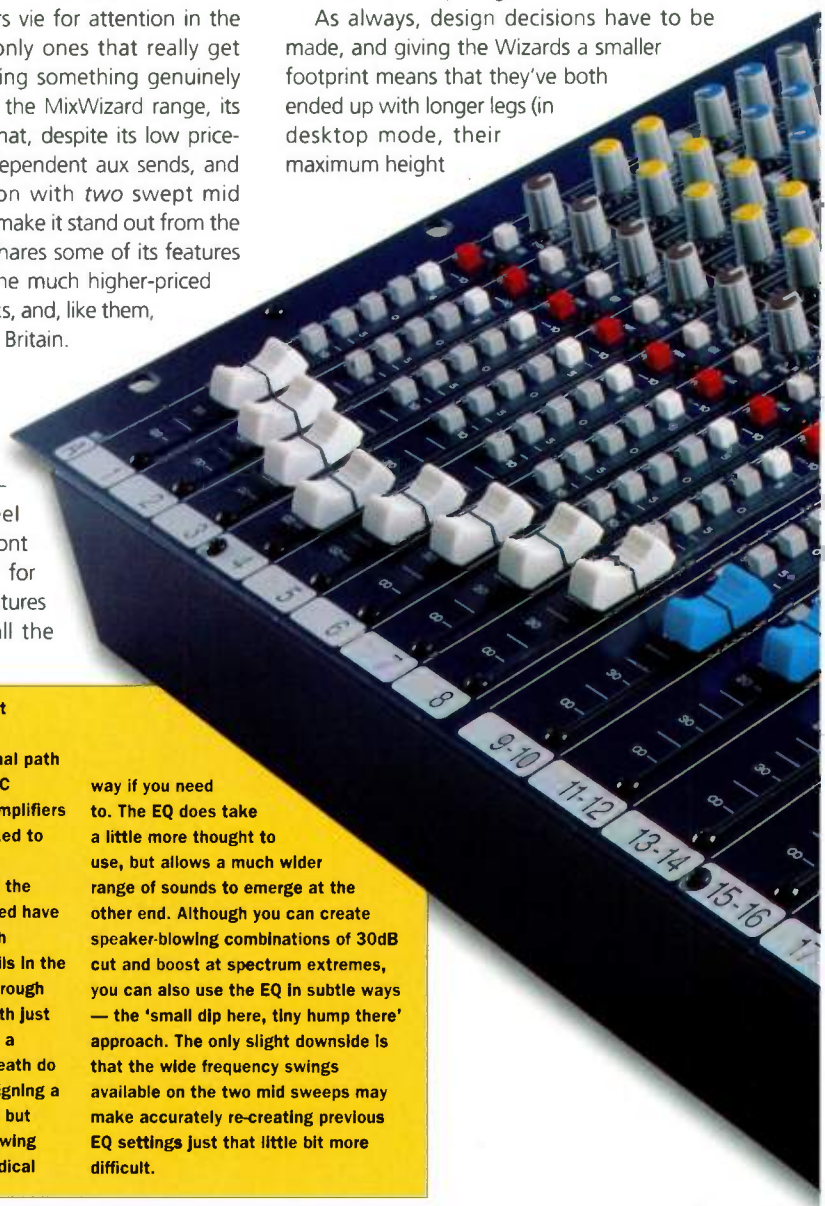 rs vie for attention in the
only ones that really get
ing something genuinely
the MixWizard range, its
hat, despite its low price-
ependent aux sends, and
on with two swept mid
make it stand out from the
hares some of its features
he much higher-priced
s, and, like them,
Britain.
el
ont
for
tures
all the
As always, design decisions have to be
made, and giving the Wizards a smaller
footprint means that they've both
ended up with longer legs (in
desktop mode, their
maximum height
t
nal path
C
mplifiers
ed to
the
ed have
h
ils in the
rough
th just
a
eath do
igning a
but
wing
dical
way if you need
to. The EQ does take
a little more thought to
use, but allows a much wider
range of sounds to emerge at the
other end. Although you can create
speaker-blowing combinations of 30dB
cut and boost at spectrum extremes,
you can also use the EQ in subtle ways
— the 'small dip here, tiny hump there'
approach. The only slight downside is
that the wide frequency swings
available on the two mid sweeps may
make accurately re-creating previous
EQ settings just that little bit more
difficult.
1
2
3
4
5
6
7
8
9-10
11-12
13-14
15-16
17